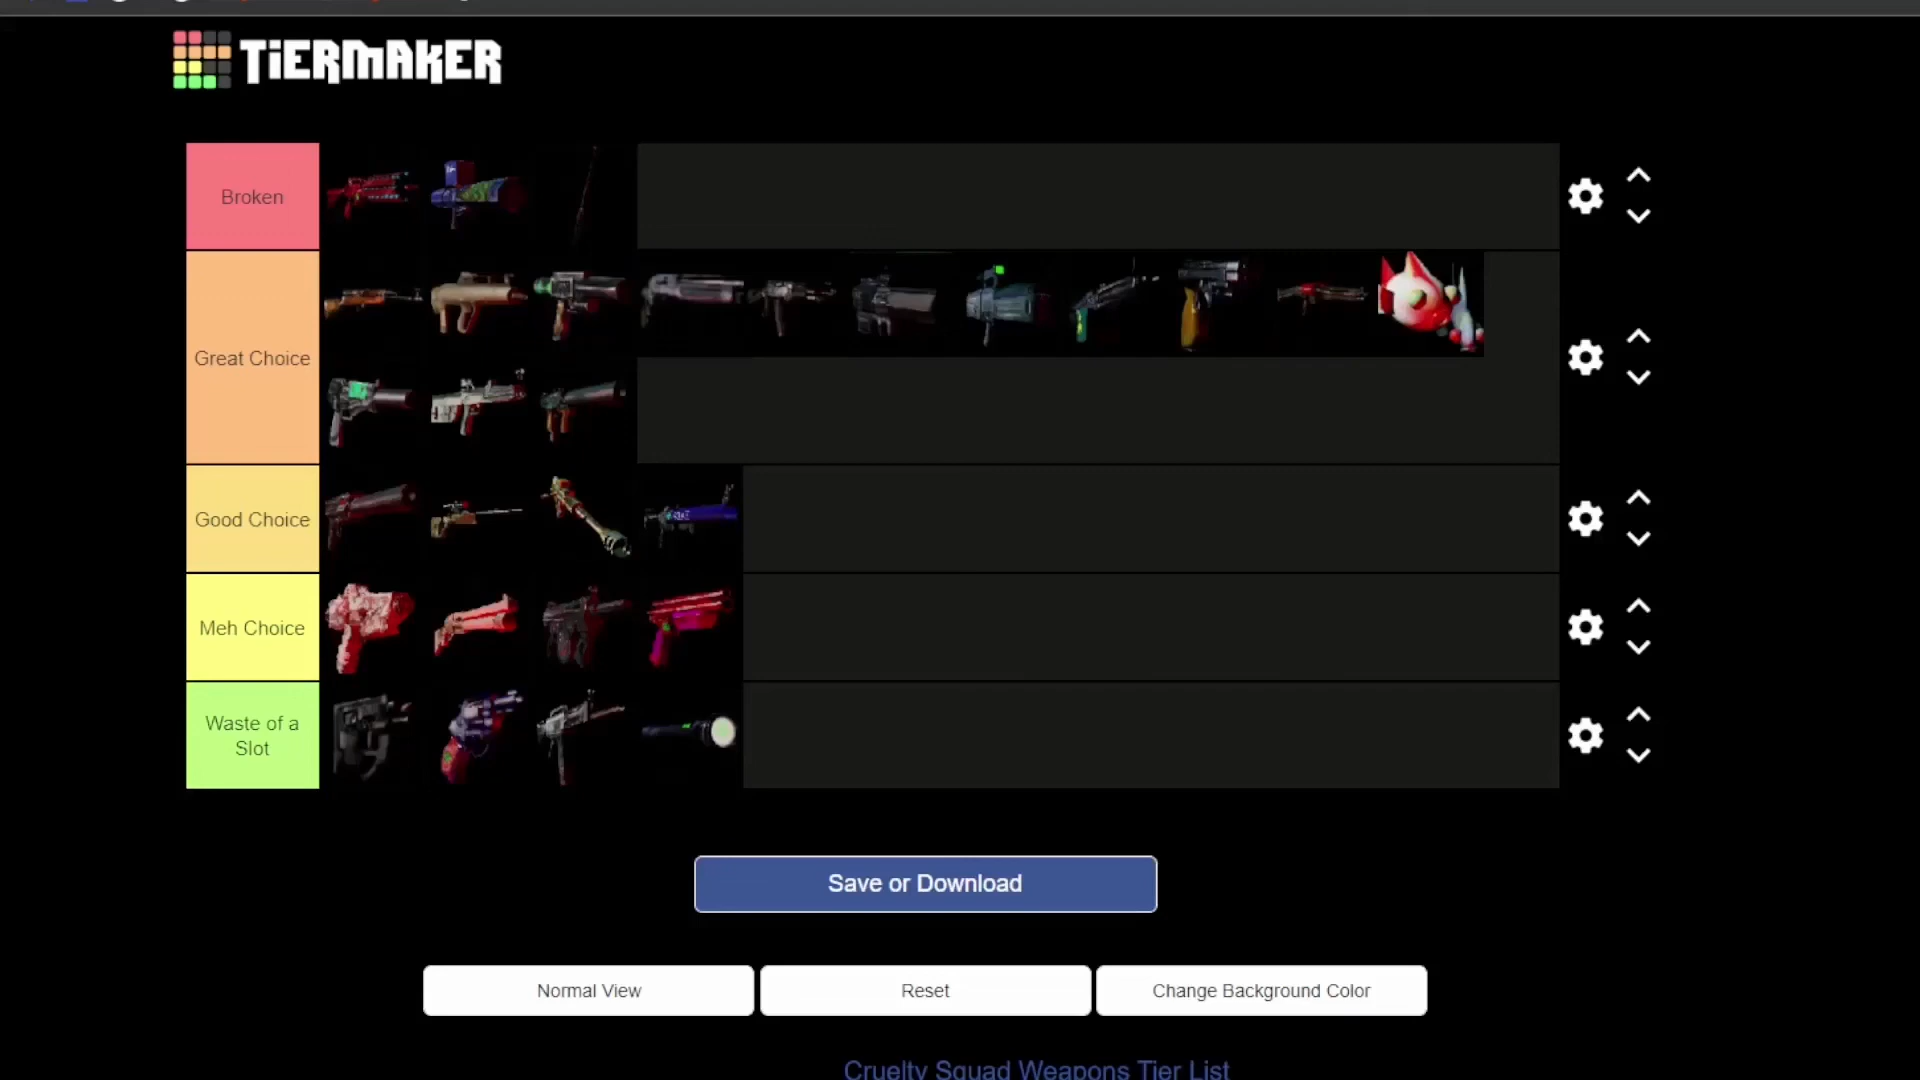 TiERMAKER
Broken
Great Choice
Good Choice
Meh Choice
Waste of a
Slot
Save or Download
Normal View
Reset
Change Background Color
Cruelty Squad Weapons Tier List